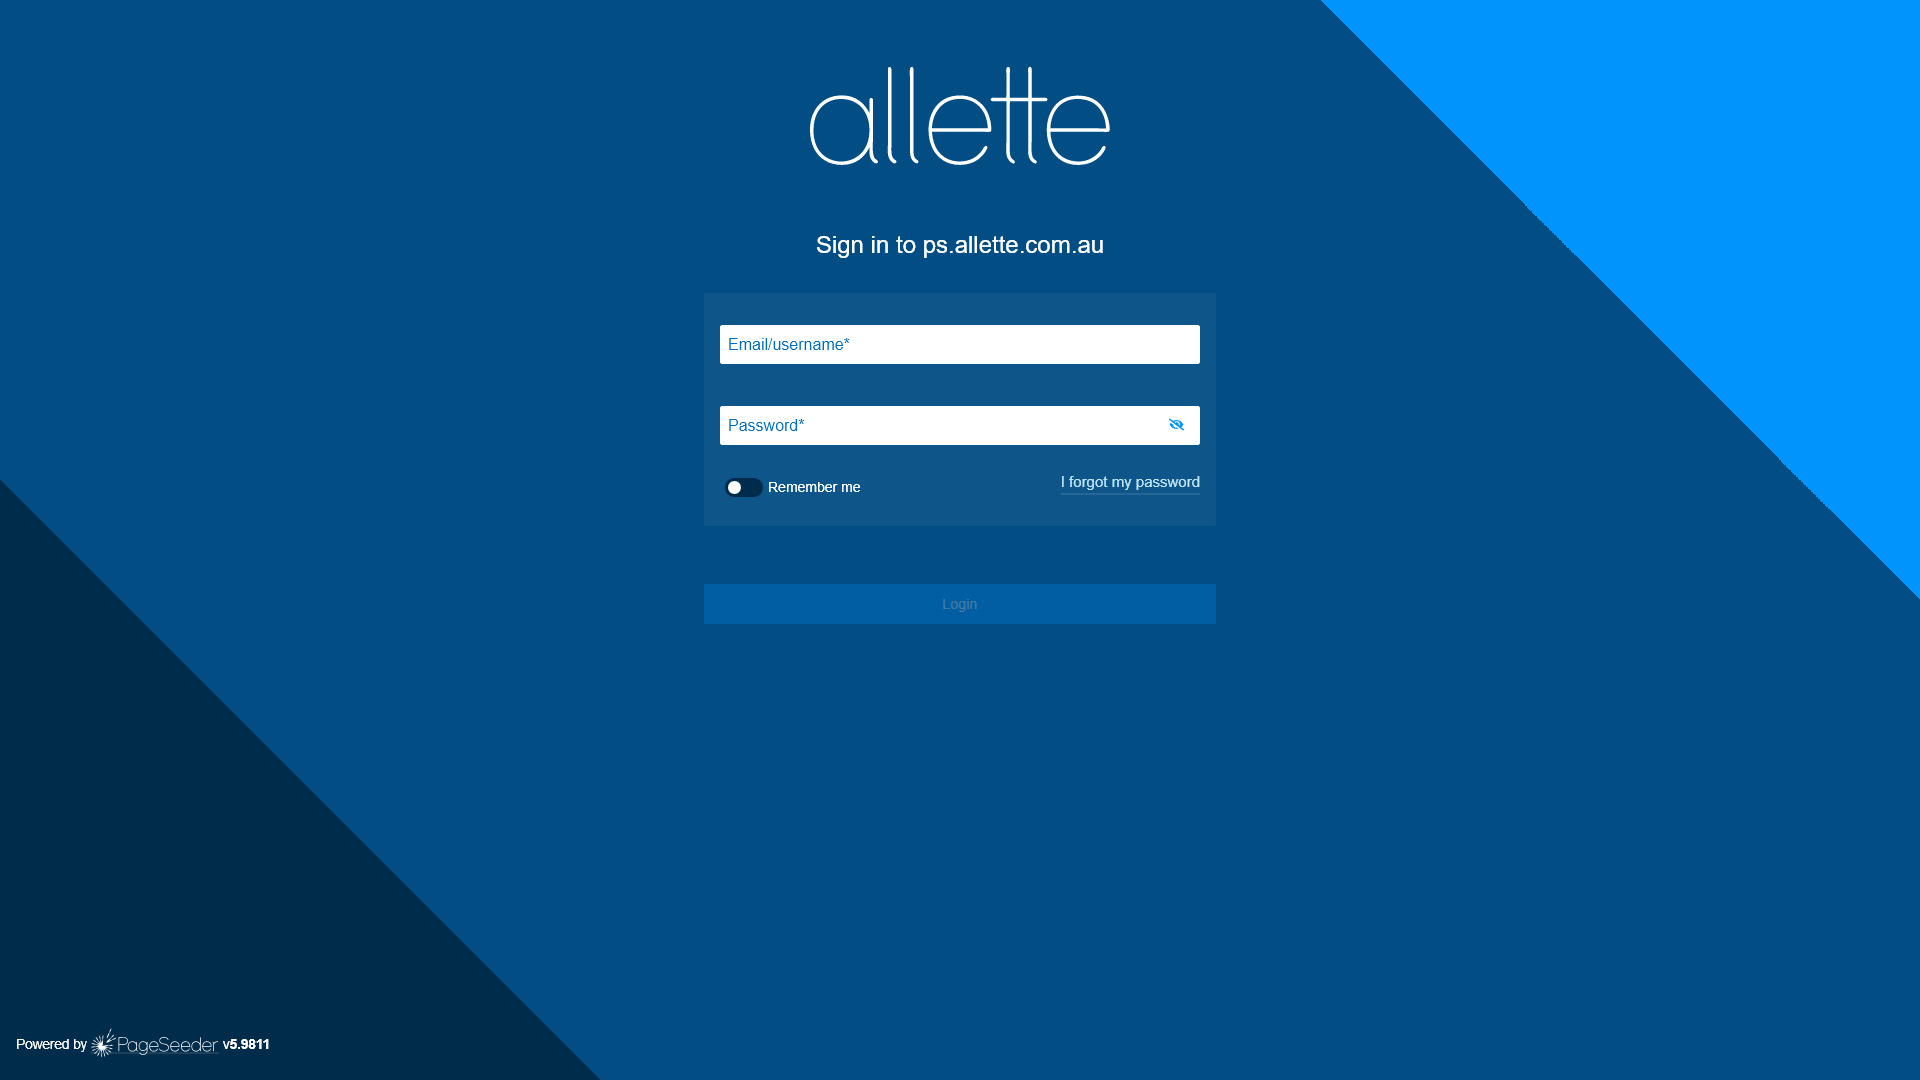 allette
Sign in to ps.allette.com.au
Email/username*
Password*
Remember me
I forgot my password
Login
Powered by PageSeeder v5.9811